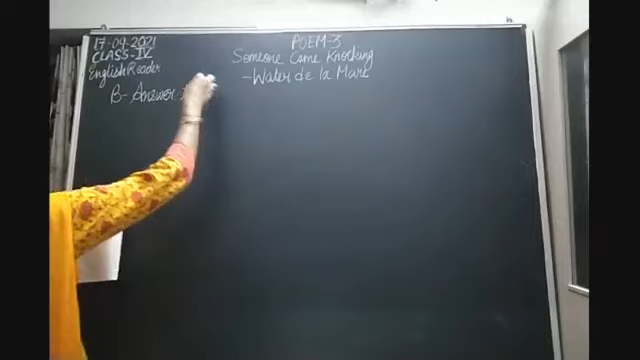 17-09-2021
CLASS-IV
English Reader
POEM-3
Someone Came Knocking
-Walter de la Mare
B- Answer